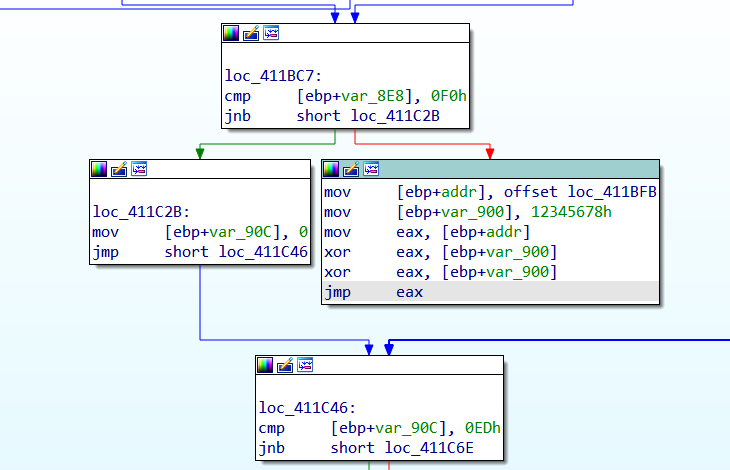 loc_411BC7:
cmp [ebp+var_8E8], 0F0h
jnb short loc_411C2B
loc_411C2B:
mov [ebp+var_90C], 0
jmp short loc_411C46
mov [ebp+addr], offset loc_411BFB
mov [ebp+var_900], 12345678h
mov eax, [ebp+addr]
xor eax, [ebp+var_900]
xor eax, [ebp+var_900]
jmp eax
loc_411C46:
cmp [ebp+var_90C], 0EDh
jnb short loc_411C6E